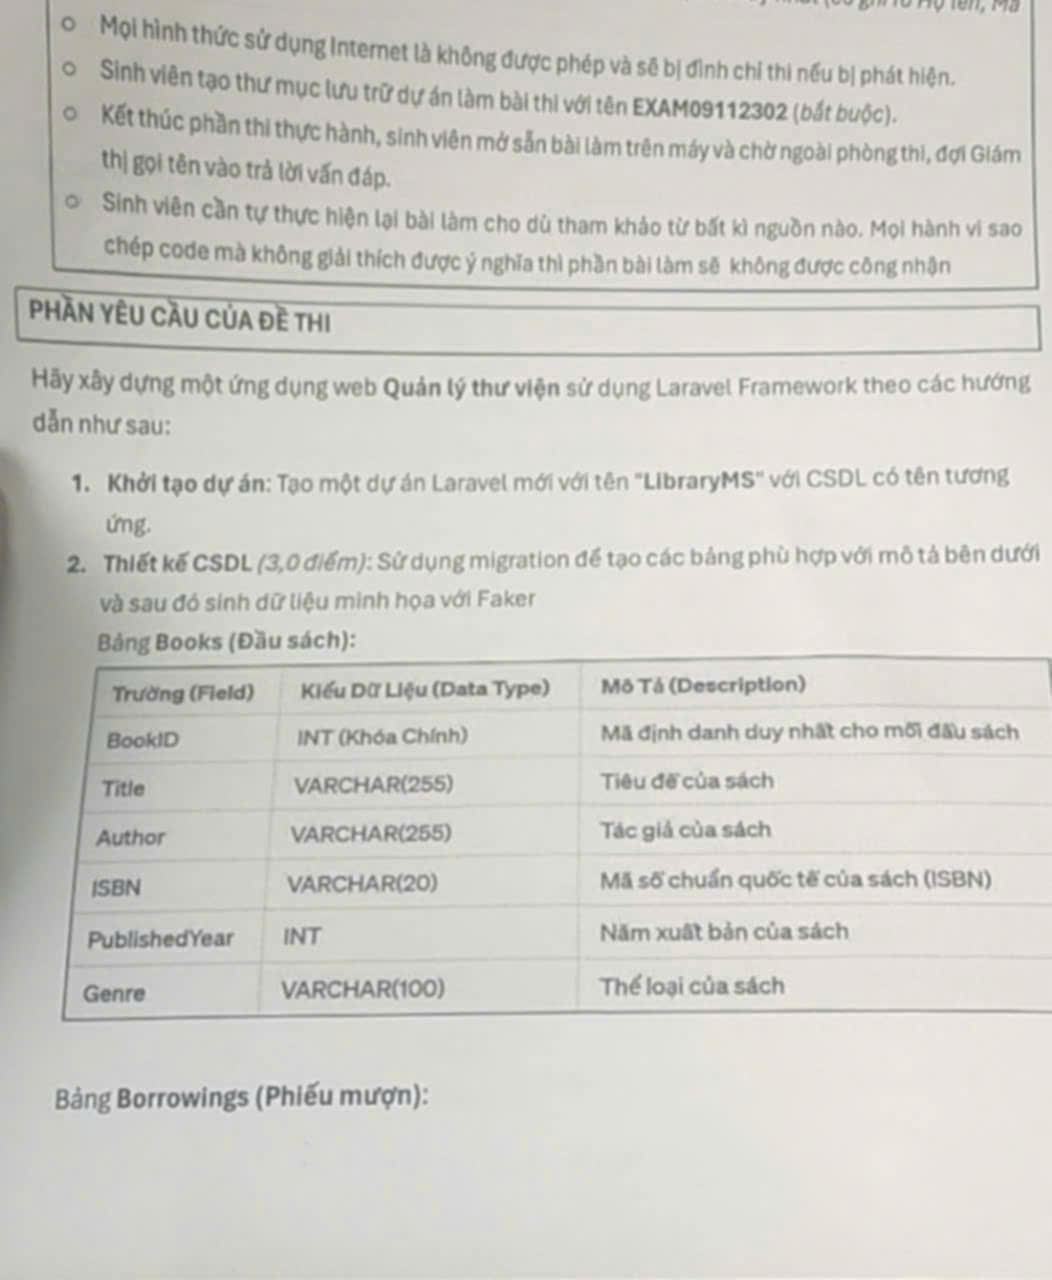 Họ tên, Mã
○ Mọi hình thức sử dụng Internet là không được phép và sẽ bị đình chỉ thi nếu bị phát hiện.
○ Sinh viên tạo thư mục lưu trữ dự án làm bài thi với tên EXAM09112302 (bắt buộc).
○ Kết thúc phần thi thực hành, sinh viên mở sẵn bài làm trên máy và chờ ngoài phòng thi, đợi Giám
thị gọi tên vào trả lời vấn đáp.
○ Sinh viên cần tự thực hiện lại bài làm cho dù tham khảo từ bất kì nguồn nào. Mọi hành vi sao
chép code mà không giải thích được ý nghĩa thì phần bài làm sẽ không được công nhận
PHẦN YÊU CẦU CỦA ĐỀ THI
Hãy xây dựng một ứng dụng web Quản lý thư viện sử dụng Laravel Framework theo các hướng
dẫn như sau:
1. Khởi tạo dự án: Tạo một dự án Laravel mới với tên "LibraryMS" với CSDL có tên tương
ứng.
2. Thiết kế CSDL (3,0 điểm): Sử dụng migration để tạo các bảng phù hợp với mô tả bên dưới
và sau đó sinh dữ liệu minh họa với Faker
Bảng Books (Đầu sách):
Trường (Field) Kiểu Dữ Liệu (Data Type) Mô Tả (Description)
BookID INT (Khóa Chính) Mã định danh duy nhất cho mỗi đầu sách
Title VARCHAR(255) Tiêu đề của sách
Author VARCHAR(255) Tác giả của sách
ISBN VARCHAR(20) Mã số chuẩn quốc tế của sách (ISBN)
PublishedYear INT Năm xuất bản của sách
Genre VARCHAR(100) Thể loại của sách
Bảng Borrowings (Phiếu mượn):